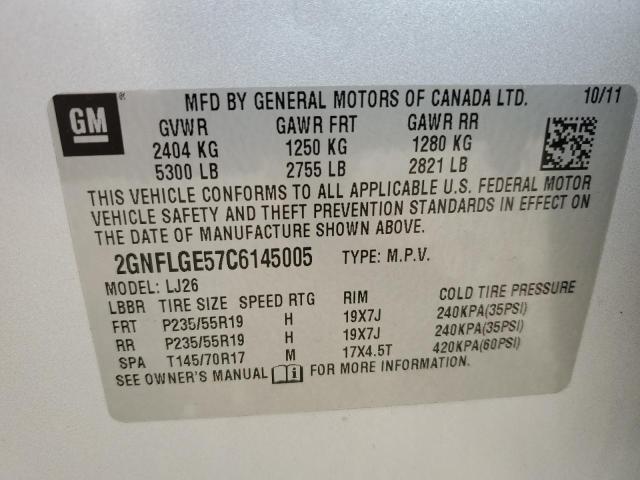 GM ® MFD BY GENERAL MOTORS OF CANADA LTD. 10/11
GVWR GAWR FRT GAWR RR
2404 KG 1250 KG 1280 KG
5300 LB 2755 LB 2821 LB
THIS VEHICLE CONFORMS TO ALL APPLICABLE U.S. FEDERAL MOTOR
VEHICLE SAFETY AND THEFT PREVENTION STANDARDS IN EFFECT ON
THE DATE OF MANUFACTURE SHOWN ABOVE.
2GNFLGE57C6145005 TYPE: M.P.V.
MODEL: LJ26
LBBR TIRE SIZE SPEED RTG RIM COLD TIRE PRESSURE
FRT P235/55R19 H 19X7J 240KPA(35PSI)
RR P235/55R19 H 19X7J 240KPA(35PSI)
SPA T145/70R17 M 17X4.5T 420KPA(60PSI)
SEE OWNER'S MANUAL i FOR MORE INFORMATION.